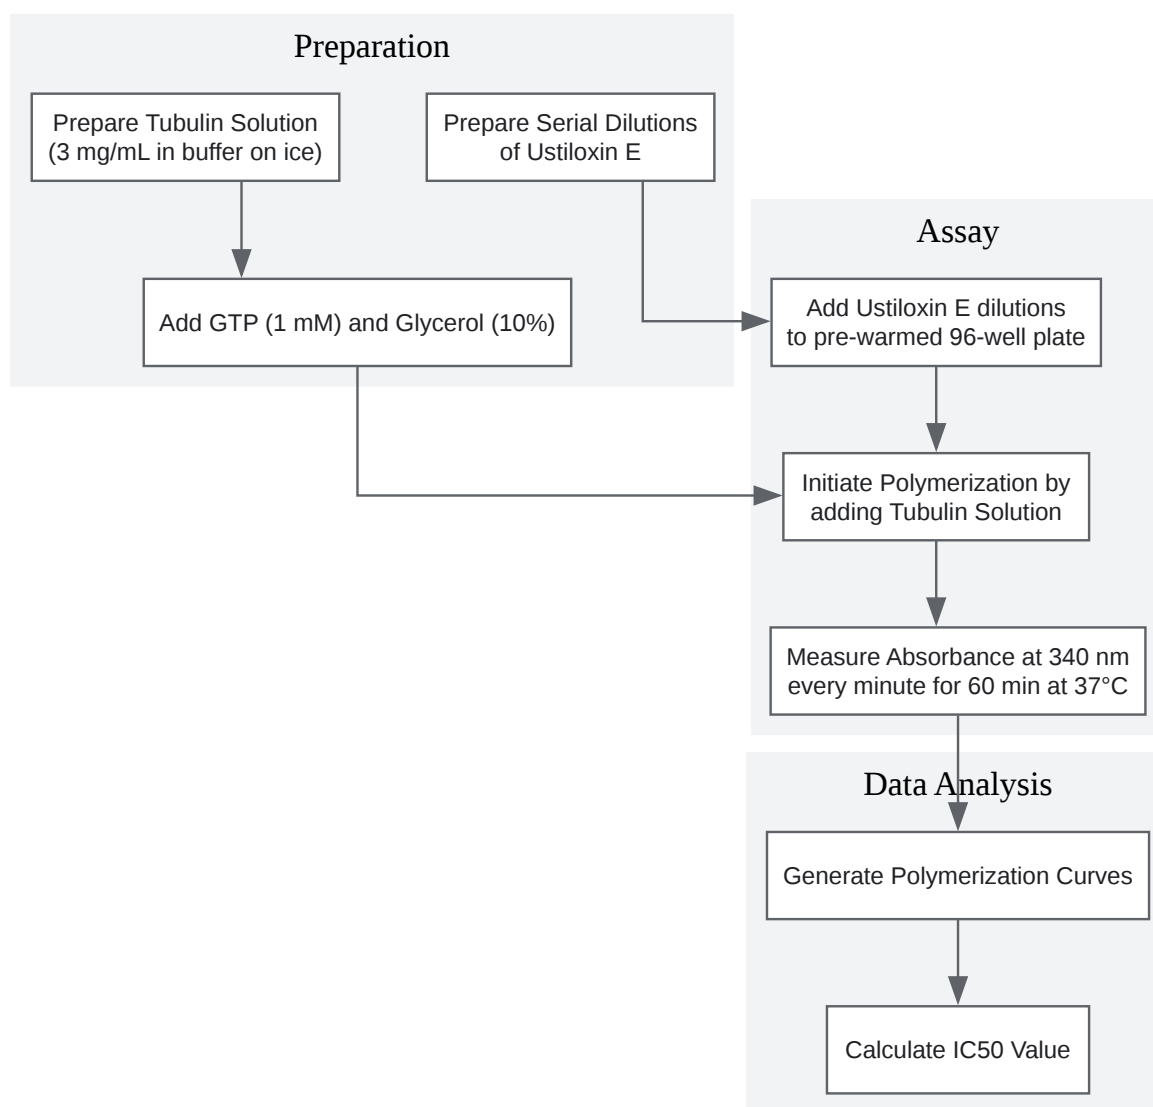 Preparation
Prepare Tubulin Solution
(3 mg/mL in buffer on ice)
Prepare Serial Dilutions
of Ustiloxin E
Add GTP (1 mM) and Glycerol (10%)
Assay
Add Ustiloxin E dilutions
to pre-warmed 96-well plate
Initiate Polymerization by
adding Tubulin Solution
Measure Absorbance at 340 nm
every minute for 60 min at 37°C
Data Analysis
Generate Polymerization Curves
Calculate IC50 Value